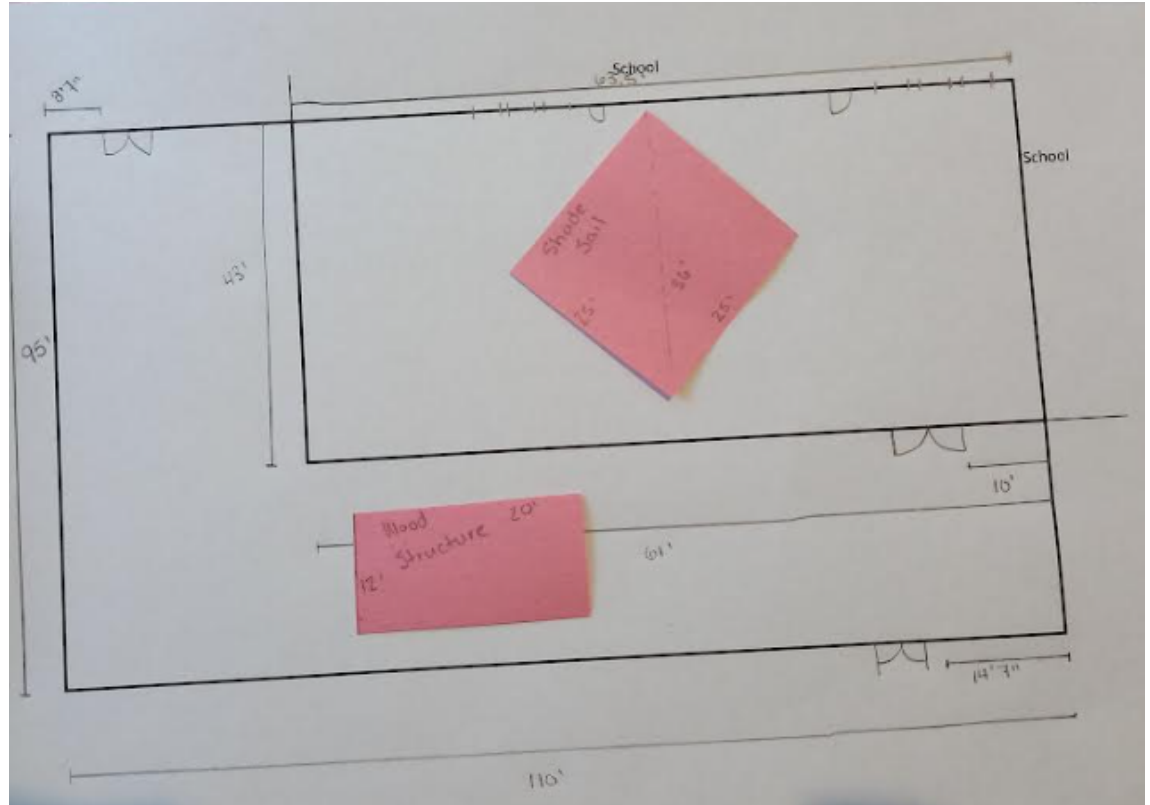 School
63.5'
8'7"
School
Shade
Sail
43'
36'
25'
25'
95'
10'
Wood
Structure
20'
12'
61'
14'7"
110'